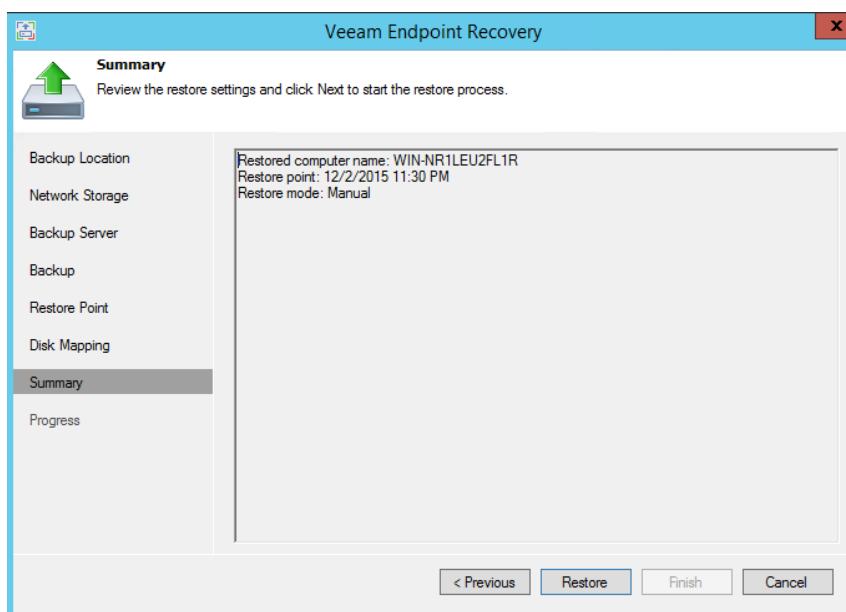 Veeam Endpoint Recovery
X
Summary
Review the restore settings and click Next to start the restore process.
Backup Location
Network Storage
Backup Server
Backup
Restore Point
Disk Mapping
Summary
Progress
Restored computer name: WIN-NR1LEU2FL1R
Restore point: 12/2/2015 11:30 PM
Restore mode: Manual
< Previous
Restore
Finish
Cancel